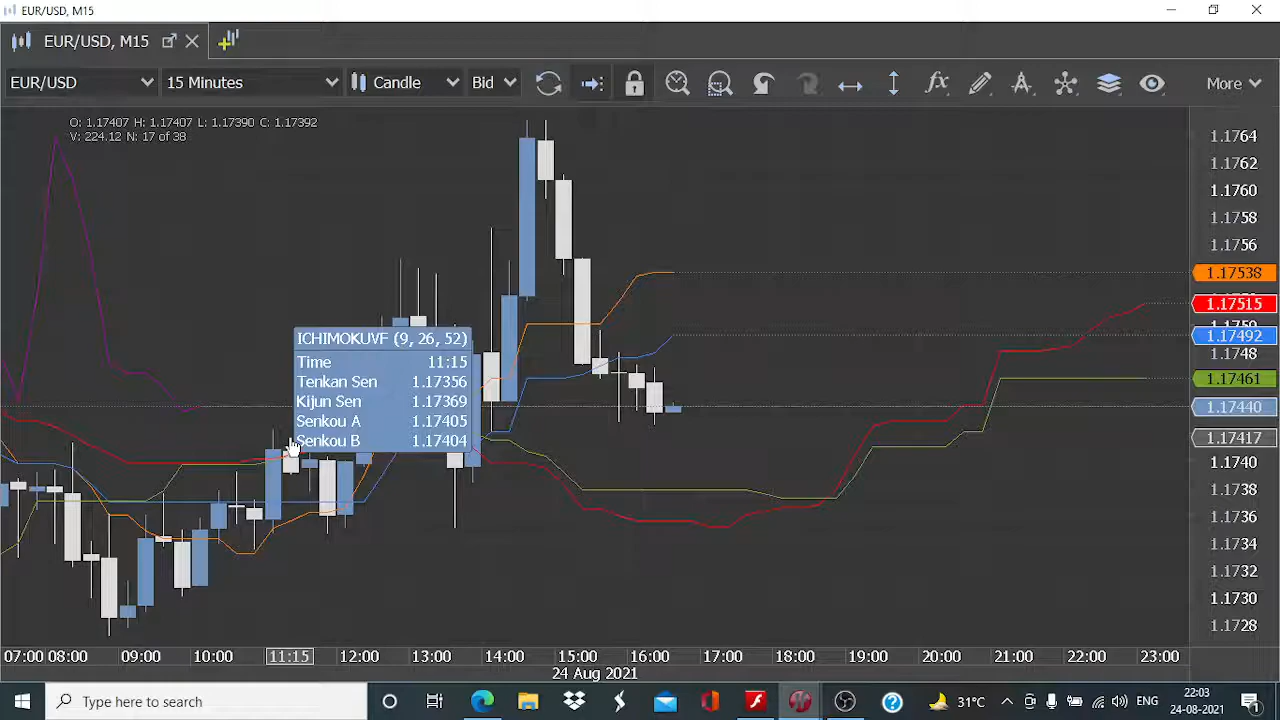 EUR/USD, M15
EUR/USD, M15
EUR/USD 15 Minutes Candle Bid fx More
O: 1.17407 H: 1.17407 L: 1.17390 C: 1.17392
V: 224.12 N: 17 of 38
1.1764
1.1762
1.1760
1.1758
1.1756
1.17538
1.17515
1.17492
1.1748
1.17461
1.17440
1.17417
1.1740
1.1738
1.1736
1.1734
1.1732
1.1730
1.1728
ICHIMOKUVF (9, 26, 52)
Time 11:15
Tenkan Sen 1.17356
Kijun Sen 1.17369
Senkou A 1.17405
Senkou B 1.17404
07:00 08:00 09:00 10:00 11:15 12:00 13:00 14:00 15:00 16:00 17:00 18:00 19:00 20:00 21:00 22:00 23:00
24 Aug 2021
Type here to search
31°C ENG
22:03
24-08-2021
1